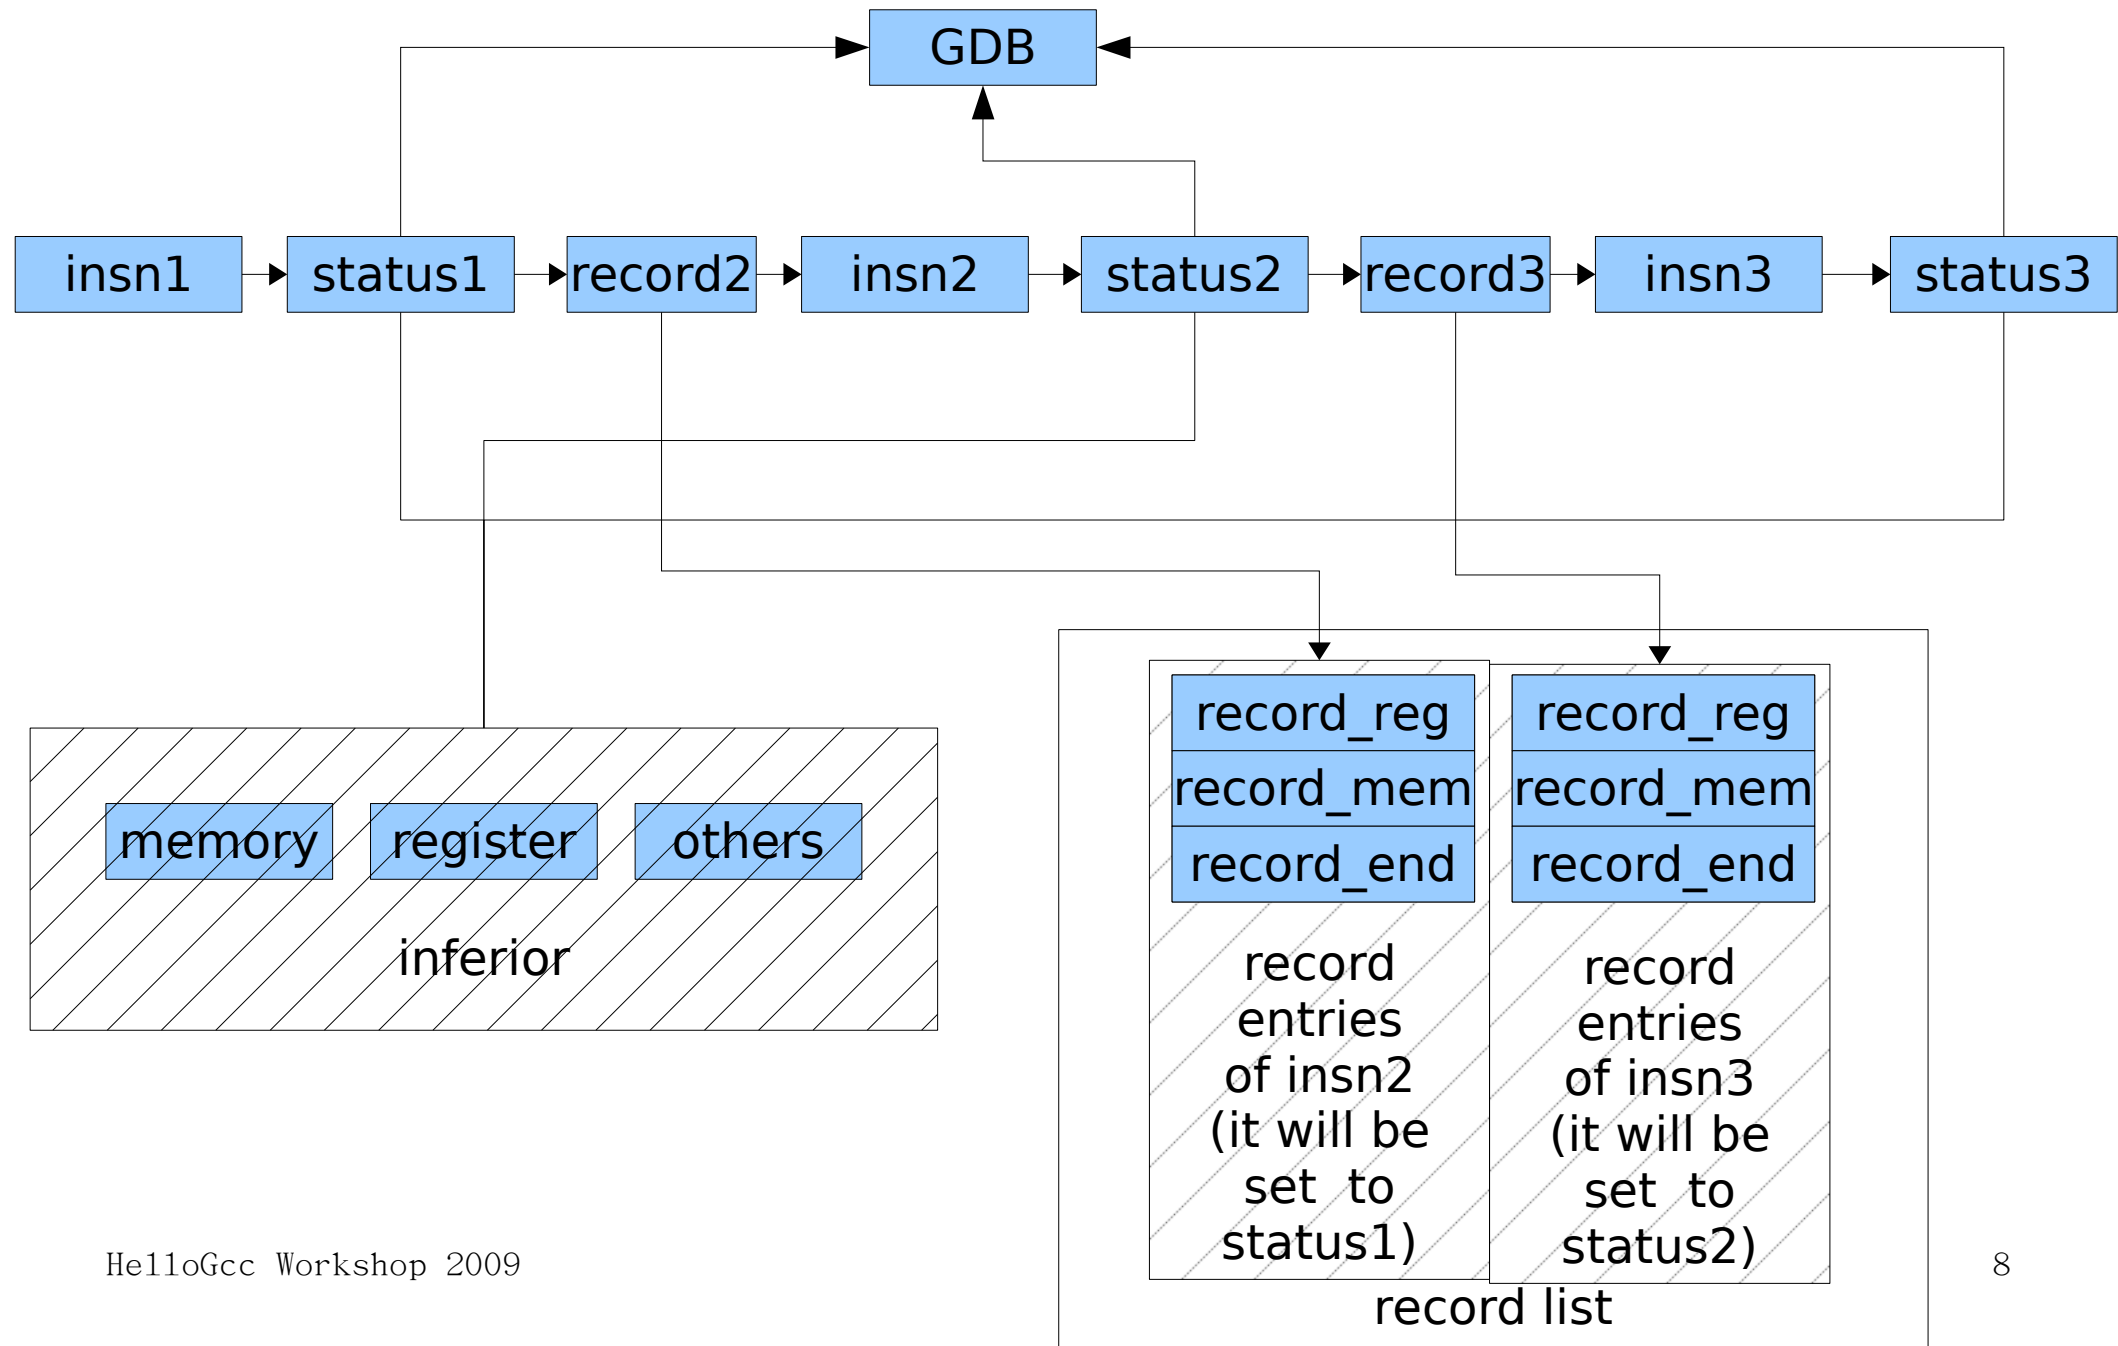 GDB
insn1
status1
record2
insn2
status2
record3
insn3
status3
memory
register
others
inferior
record_reg
record_mem
record_end
record
entries
of insn2
(it will be
set  to
status1)
record_reg
record_mem
record_end
record
entries
of insn3
(it will be
set  to
status2)
record list
HelloGcc Workshop 2009
8